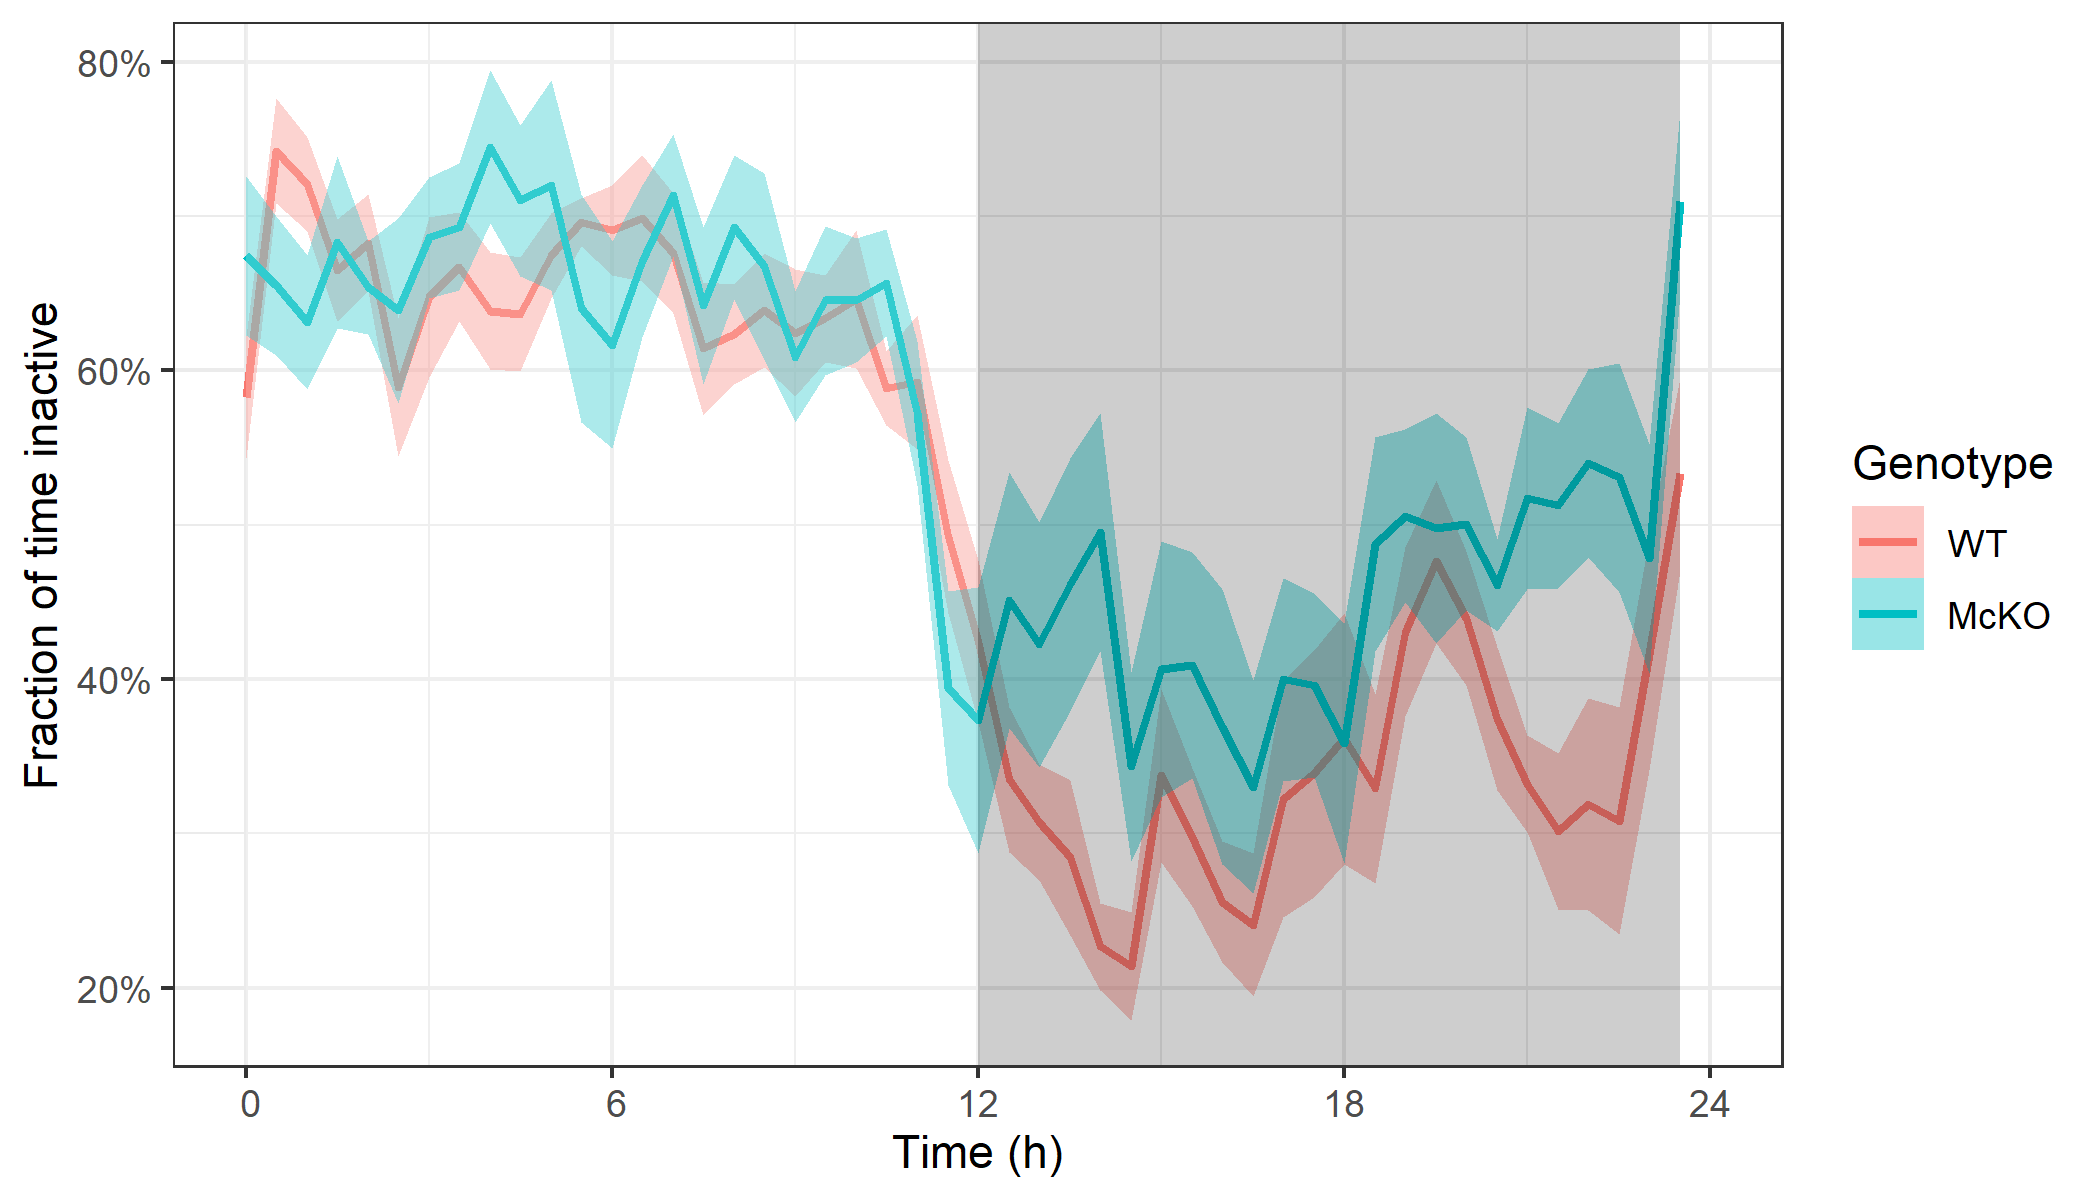 80%
60%
40%
20%
Fraction of time inactive
0 6 12 18 24
Time (h)
Genotype
WT
McKO